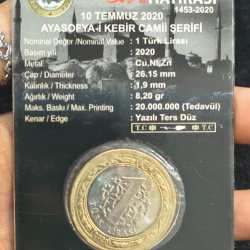 HATIRASI
1453-2020
10 TEMMUZ 2020
AYASOFYA-İ KEBİR CAMİİ ŞERİFİ
Nominal Değer /Nominal Value : 1 Türk Lirası
Basım yılı : 2020
Metal : Cu,Ni,Zn
Çap / Diameter : 26.15 mm
Kalınlık / Thickness : 1,9 mm
Ağırlık / Weight : 8,20 gr
Maks. Baskı / Max. Printing : 20.000.000 (Tedavül)
Kenar / Edge : Yazılı Ters Düz
T.C T.C
LİRASI